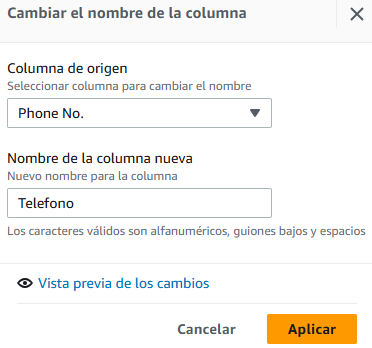 Cambiar el nombre de la columna
Columna de origen
Seleccionar columna para cambiar el nombre
Phone No.
Nombre de la columna nueva
Nuevo nombre para la columna
Telefono
Los caracteres válidos son alfanuméricos, guiones bajos y espacios
Vista previa de los cambios
Cancelar
Aplicar